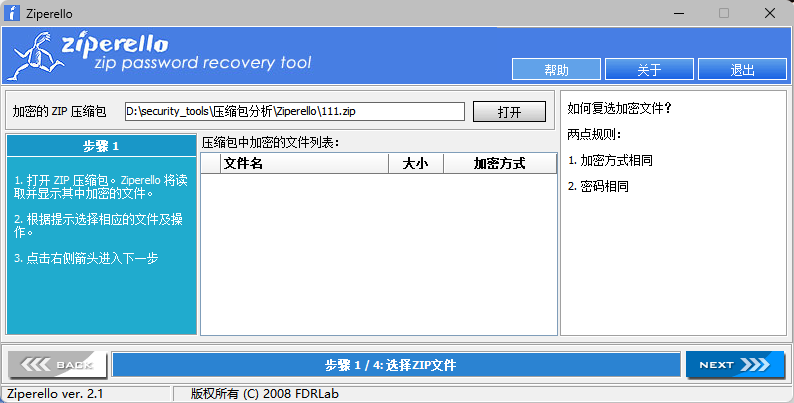 Ziperello
ziperello
zip password recovery tool
帮助
关于
退出
加密的 ZIP 压缩包
D:\security_tools\压缩包分析\Ziperello\111.zip
打开
步骤 1
1. 打开 ZIP 压缩包。Ziperello 将读
取并显示其中加密的文件。
2. 根据提示选择相应的文件及操
作。
3. 点击右侧箭头进入下一步
压缩包中加密的文件列表：
文件名
大小
加密方式
如何复选加密文件？
两点规则：
1. 加密方式相同
2. 密码相同
BACK
步骤 1 / 4: 选择ZIP文件
NEXT
Ziperello ver. 2.1
版权所有 (C) 2008 FDRLab